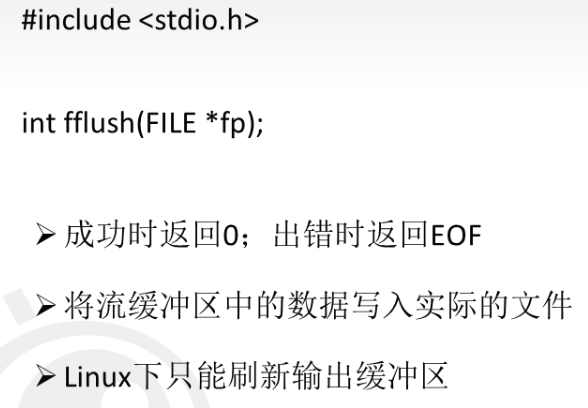 #include <stdio.h>
int fflush(FILE *fp);
➢ 成功时返回0；出错时返回EOF
➢ 将流缓冲区中的数据写入实际的文件
➢ Linux下只能刷新输出缓冲区